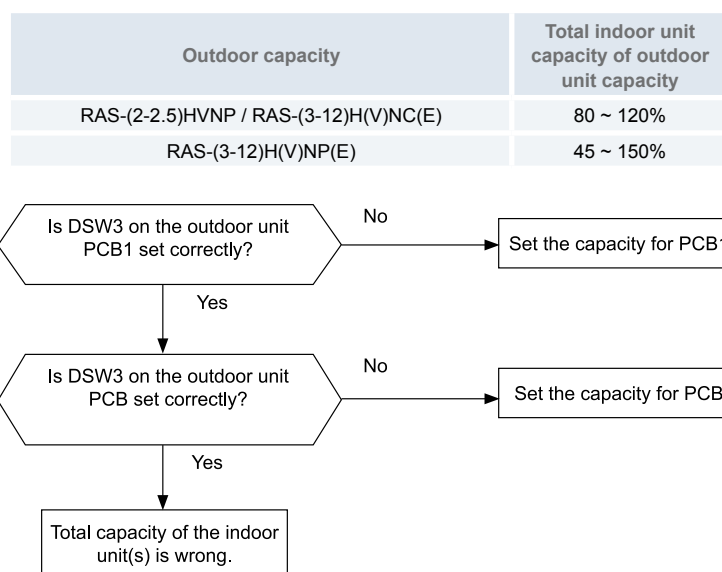 Outdoor capacity
Total indoor unit
capacity of outdoor
unit capacity
RAS-(2-2.5)HVNP / RAS-(3-12)H(V)NC(E)
80 ~ 120%
RAS-(3-12)H(V)NP(E)
45 ~ 150%
Is DSW3 on the outdoor unit
PCB1 set correctly?
No
Set the capacity for PCB1
Yes
Is DSW3 on the outdoor unit
PCB set correctly?
No
Set the capacity for PCB
Yes
Total capacity of the indoor
unit(s) is wrong.